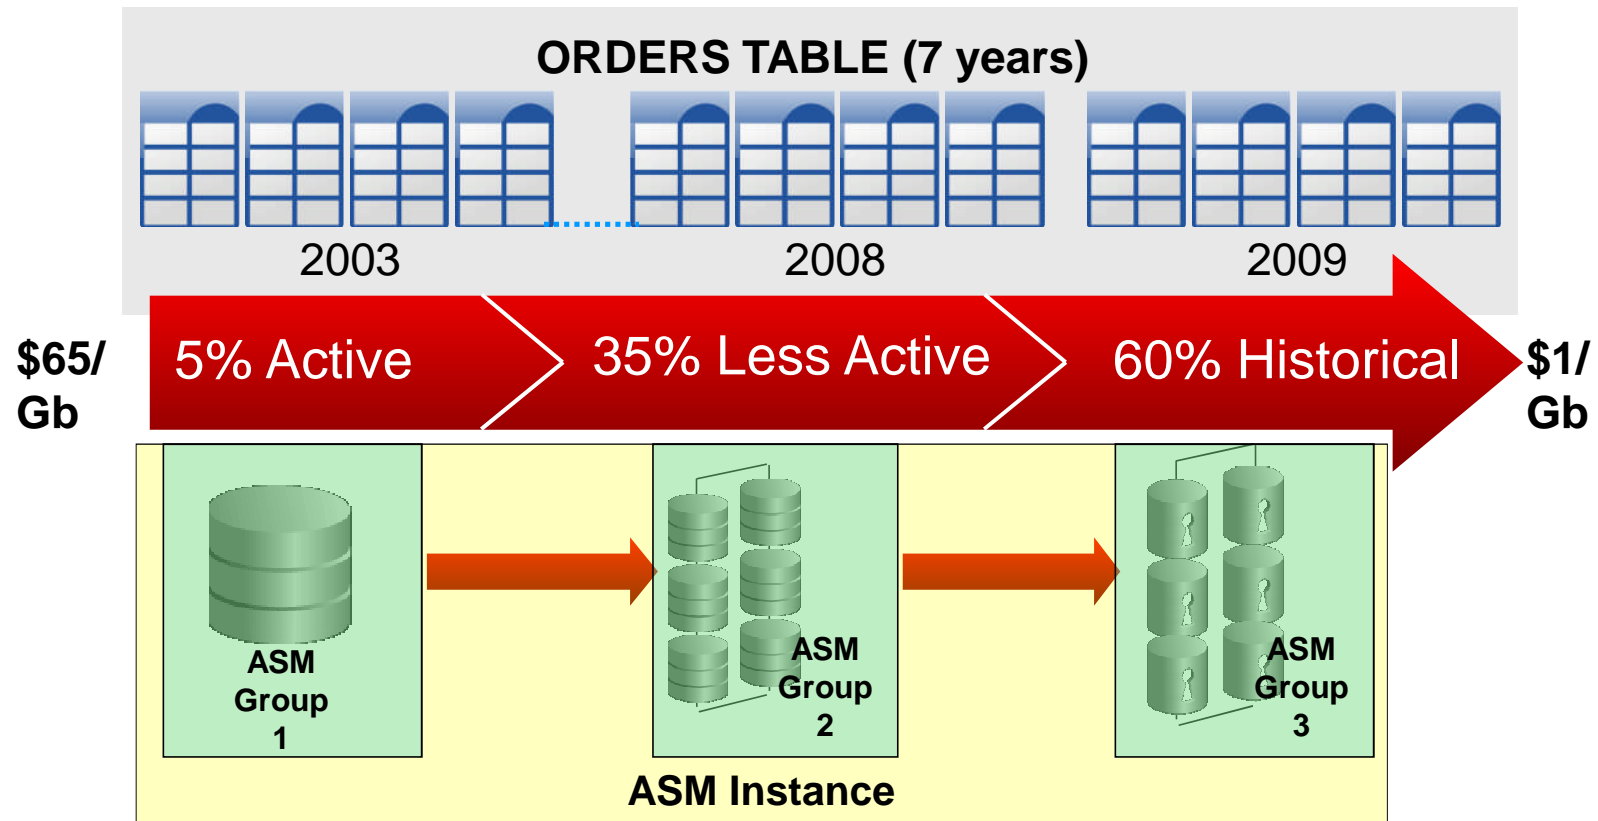 ORDERS TABLE (7 years)
2003
2008
2009
$65/
Gb
5% Active
35% Less Active
60% Historical
$1/
Gb
ASM
Group
1
ASM
Group
2
ASM
Group
3
ASM Instance